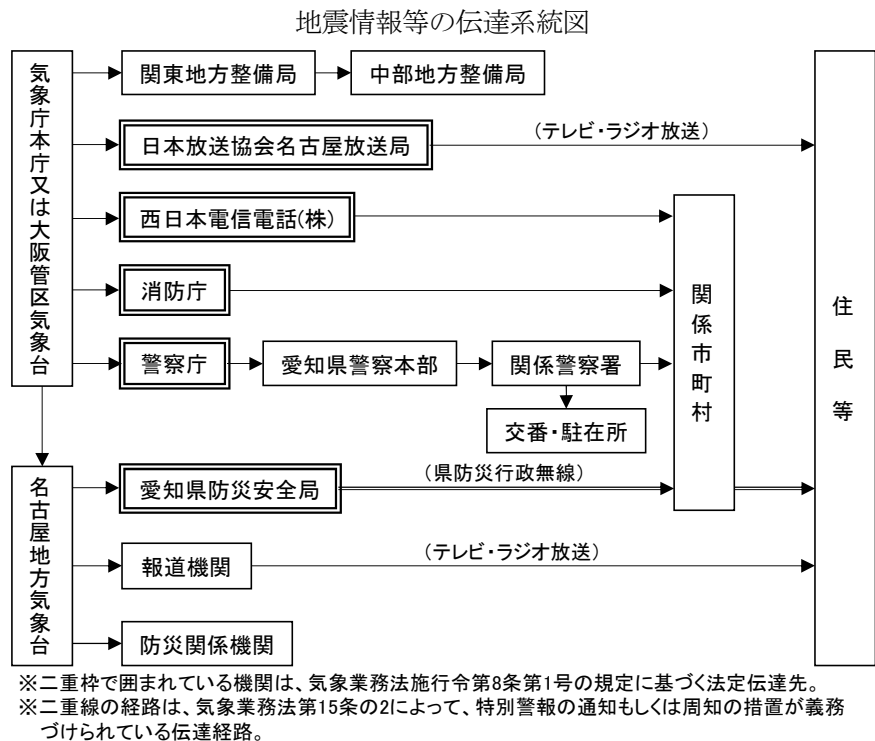 地震情報等の伝達系統図
気象庁本庁又は大阪管区気象台
関東地方整備局
中部地方整備局
日本放送協会名古屋放送局
(テレビ・ラジオ放送)
西日本電信電話(株)
消防庁
警察庁
愛知県警察本部
関係警察署
交番・駐在所
関係市町村
住民等
名古屋地方気象台
愛知県防災安全局
(県防災行政無線)
報道機関
(テレビ・ラジオ放送)
防災関係機関
※二重枠で囲まれている機関は、気象業務法施行令第8条第1号の規定に基づく法定伝達先。
※二重線の経路は、気象業務法第15条の2によって、特別警報の通知もしくは周知の措置が義務
づけられている伝達経路。